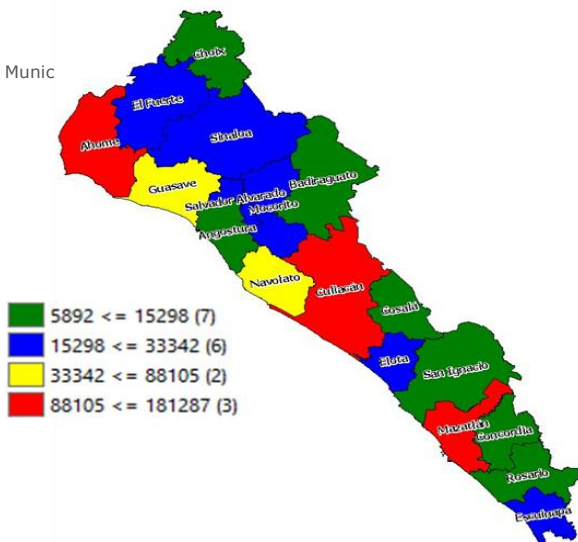 Choix
Munic
El Fuerte
Sinaloa
Ahome
Badiraguato
Guasave
Salvador Alvarado
Mocorito
Angostura
Navolato
Culiacán
Cosalá
5892 <= 15298 (7)
15298 <= 33342 (6)
33342 <= 88105 (2)
88105 <= 181287 (3)
Elota
San Ignacio
Mazatlán
Concordia
Rosario
Escuinapa